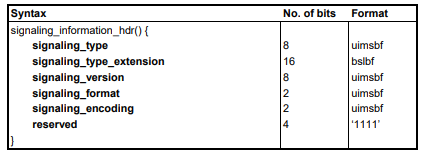 Syntax No. of bits Format
signaling_information_hdr() {
signaling_type 8 uimsbf
signaling_type_extension 16 bslbf
signaling_version 8 uimsbf
signaling_format 2 uimsbf
signaling_encoding 2 uimsbf
reserved 4 ‘1111’
}